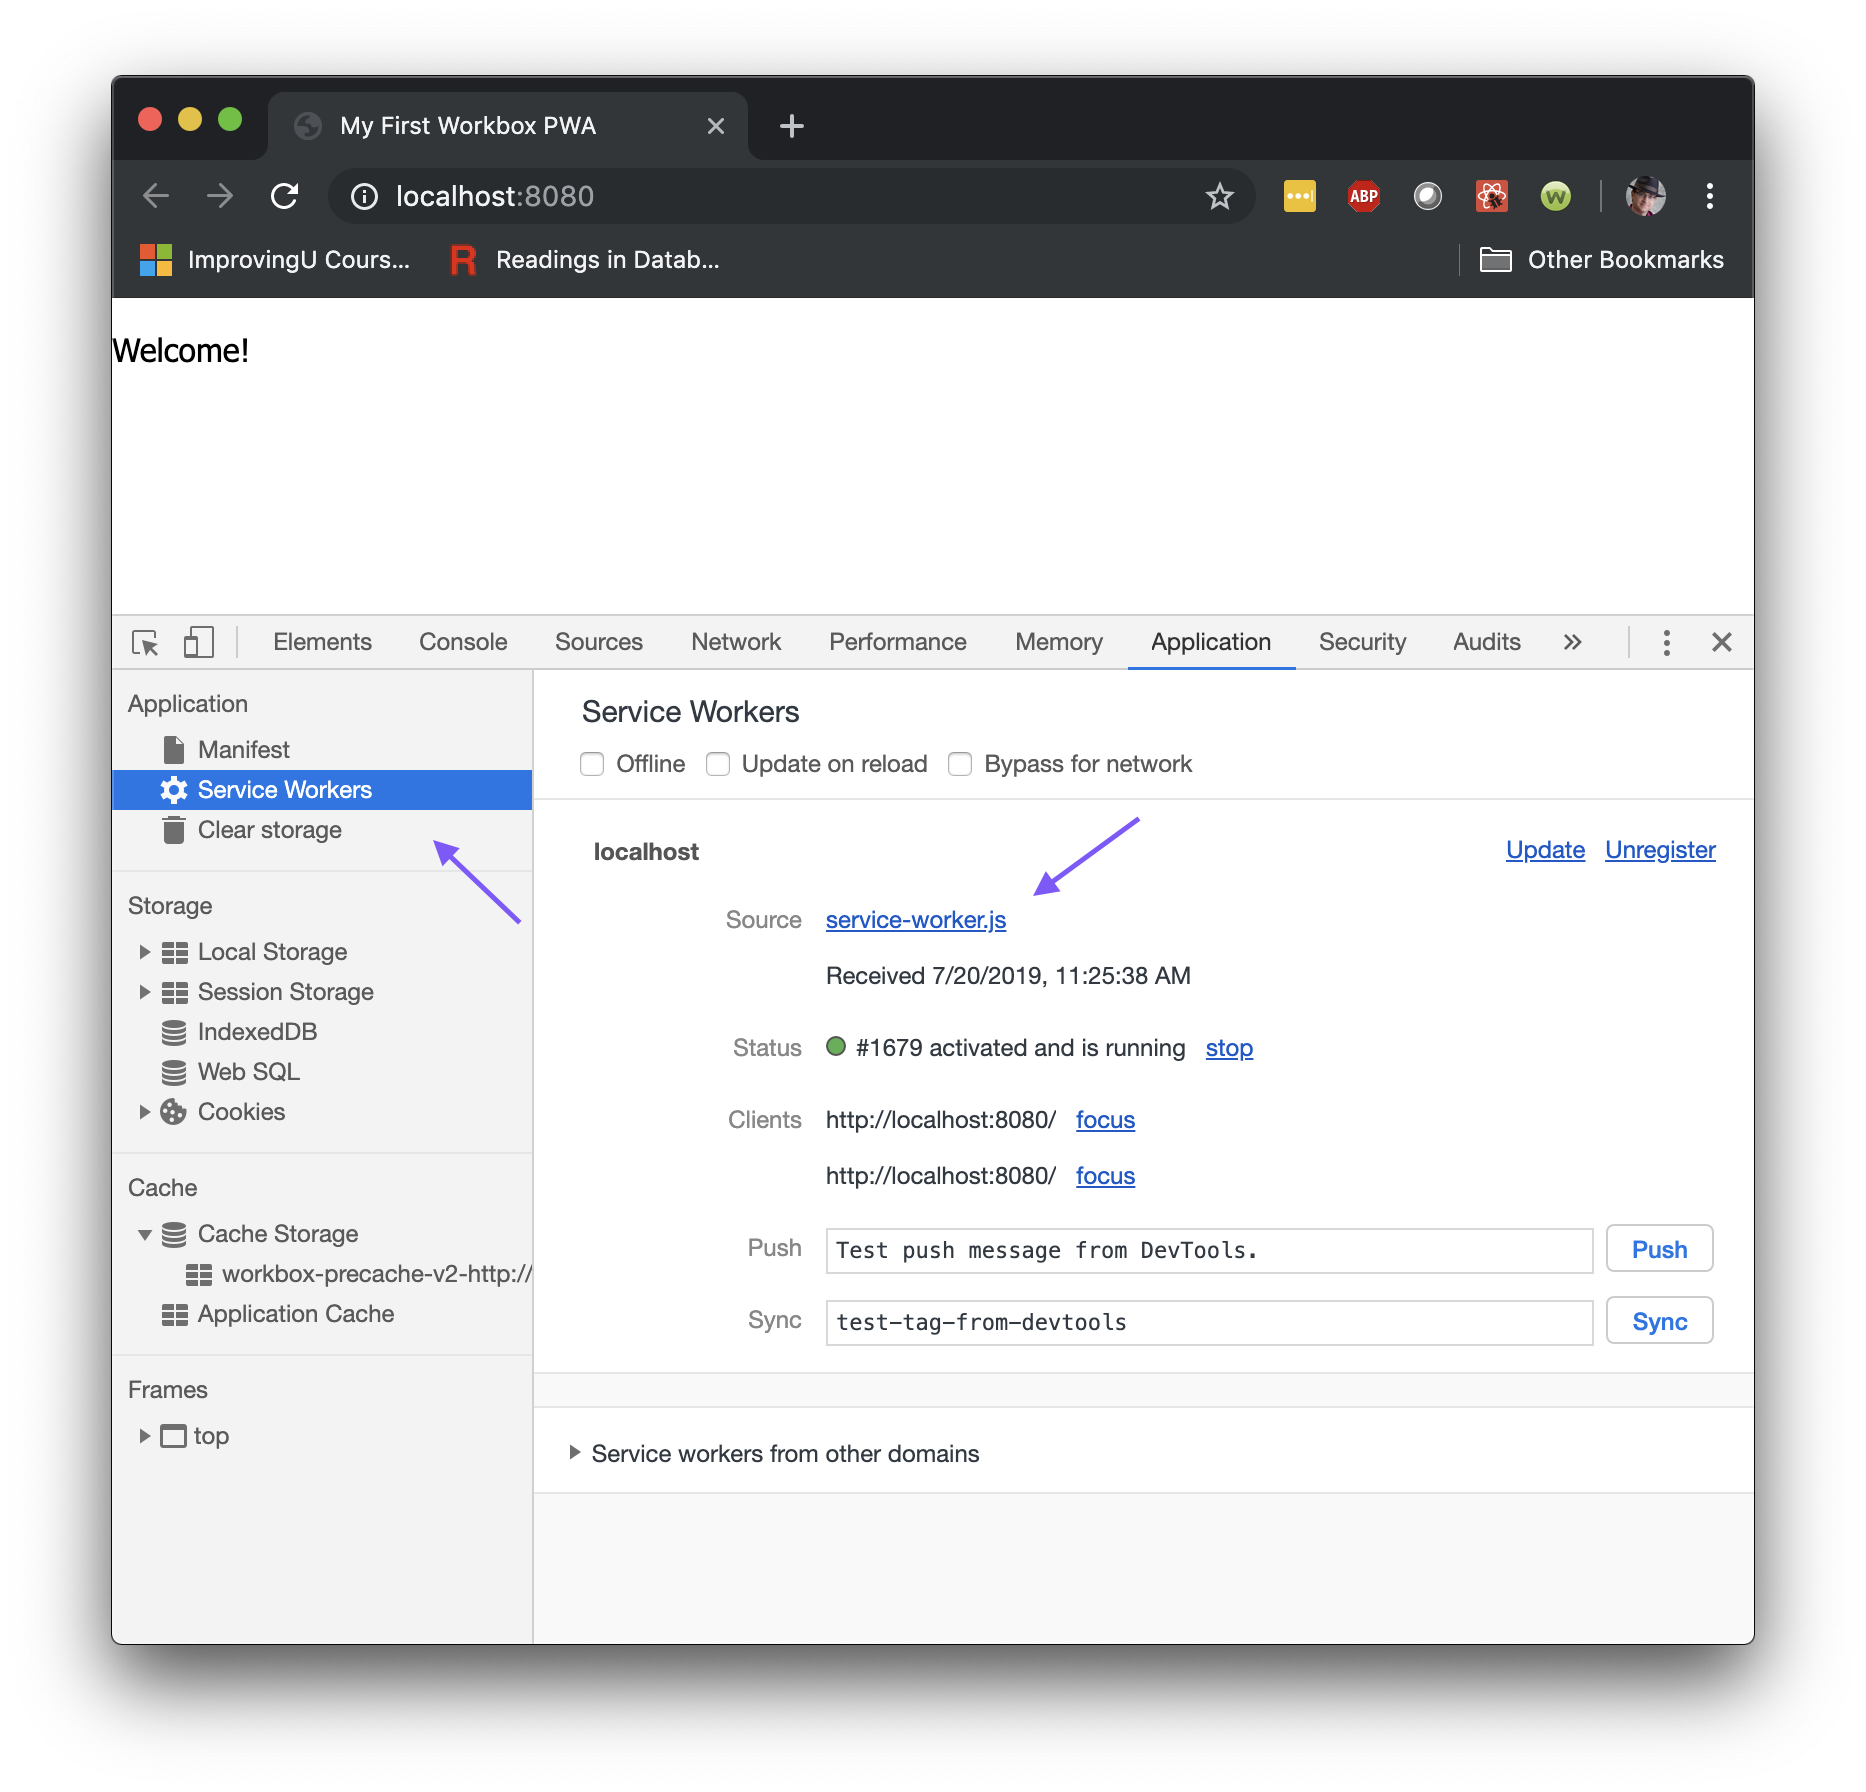 My First Workbox PWA
localhost:8080
ABP
W
ImprovingU Cours...
R Readings in Datab...
Other Bookmarks
Welcome!
Elements Console Sources Network Performance Memory Application Security Audits
Application
Manifest
Service Workers
Clear storage
Storage
Local Storage
Session Storage
IndexedDB
Web SQL
Cookies
Cache
Cache Storage
workbox-precache-v2-http://
Application Cache
Frames
top
Service Workers
Offline Update on reload Bypass for network
localhost Update Unregister
Source service-worker.js
Received 7/20/2019, 11:25:38 AM
Status #1679 activated and is running stop
Clients http://localhost:8080/ focus
http://localhost:8080/ focus
Push Test push message from DevTools. Push
Sync test-tag-from-devtools Sync
Service workers from other domains